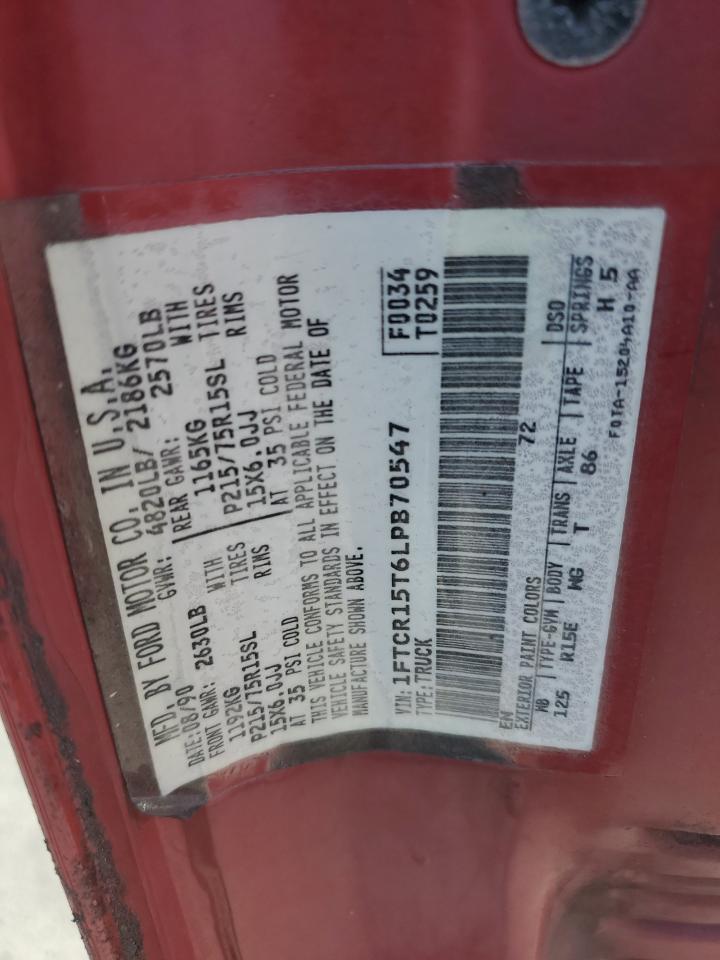 MFD. BY FORD MOTOR CO. IN U.S.A.
DATE: 08/90 GVWR: 4820LB/ 2186KG
FRONT GAWR: 2630LB REAR GAWR: 2570LB
1192KG WITH 1165KG WITH
P215/75R15SL TIRES P215/75R15SL TIRES
15X6.0JJ RIMS 15X6.0JJ RIMS
AT 35 PSI COLD AT 35 PSI COLD
THIS VEHICLE CONFORMS TO ALL APPLICABLE FEDERAL MOTOR
VEHICLE SAFETY STANDARDS IN EFFECT ON THE DATE OF
MANUFACTURE SHOWN ABOVE.
F0034
T0259
VIN: 1FTCR15T6LPB70547
TYPE: TRUCK
EN 72
EXTERIOR PAINT COLORS DSO
WB TYPE-GVM BODY TRANS AXLE TAPE SPRINGS
125 R15E WG T 86 H 5
F0TA-15204A10-AA